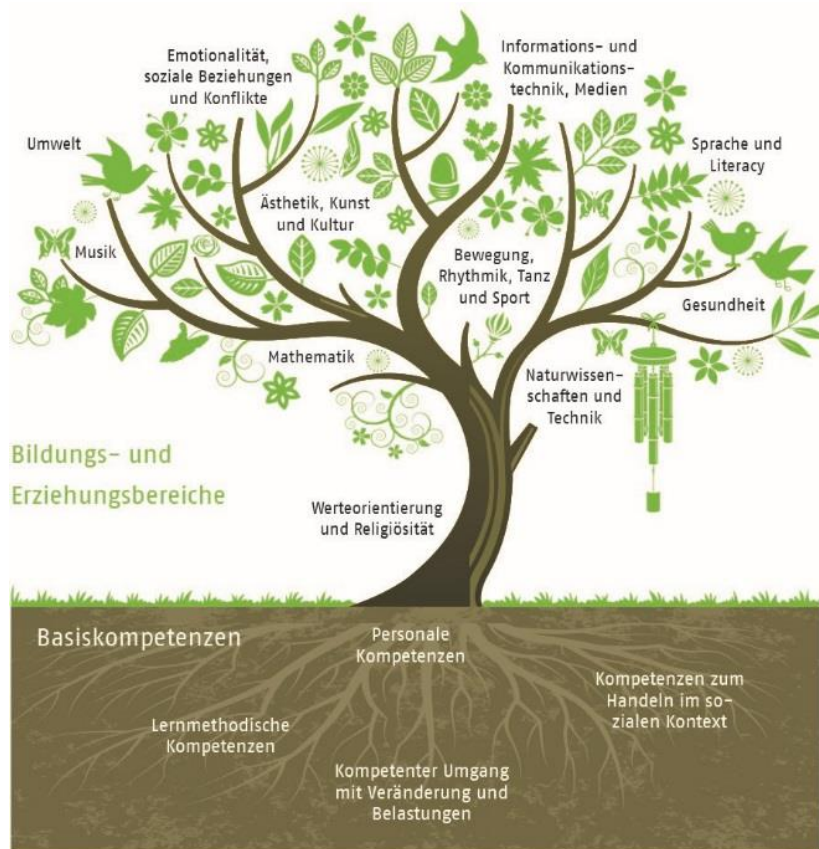 Emotionalität,
soziale Beziehungen
und Konflikte
Informations- und
Kommunikations-
technik, Medien
Umwelt
Sprache und
Literacy
Ästhetik, Kunst
und Kultur
Musik
Bewegung,
Rhythmik, Tanz
und Sport
Gesundheit
Mathematik
Naturwissen-
schaften und
Technik
Bildungs- und
Erziehungsbereiche
Werteorientierung
und Religiösität
Basiskompetenzen
Personale
Kompetenzen
Kompetenzen zum
Handeln im so-
zialen Kontext
Lernmethodische
Kompetenzen
Kompetenter Umgang
mit Veränderung und
Belastungen